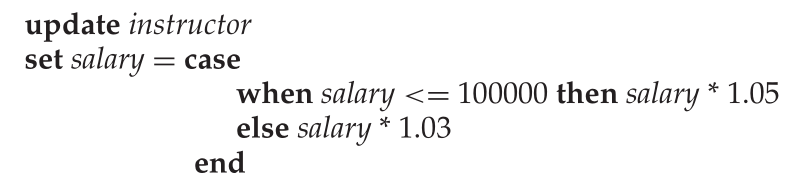 update instructor
set salary = case
when salary <= 100000 then salary * 1.05
else salary * 1.03
end